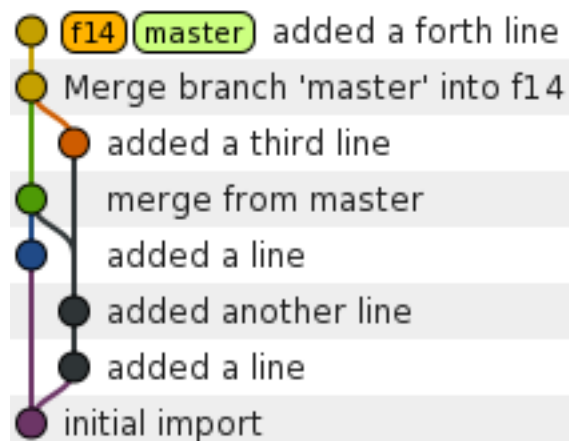 f14 master added a forth line
Merge branch 'master' into f14
added a third line
merge from master
added a line
added another line
added a line
initial import